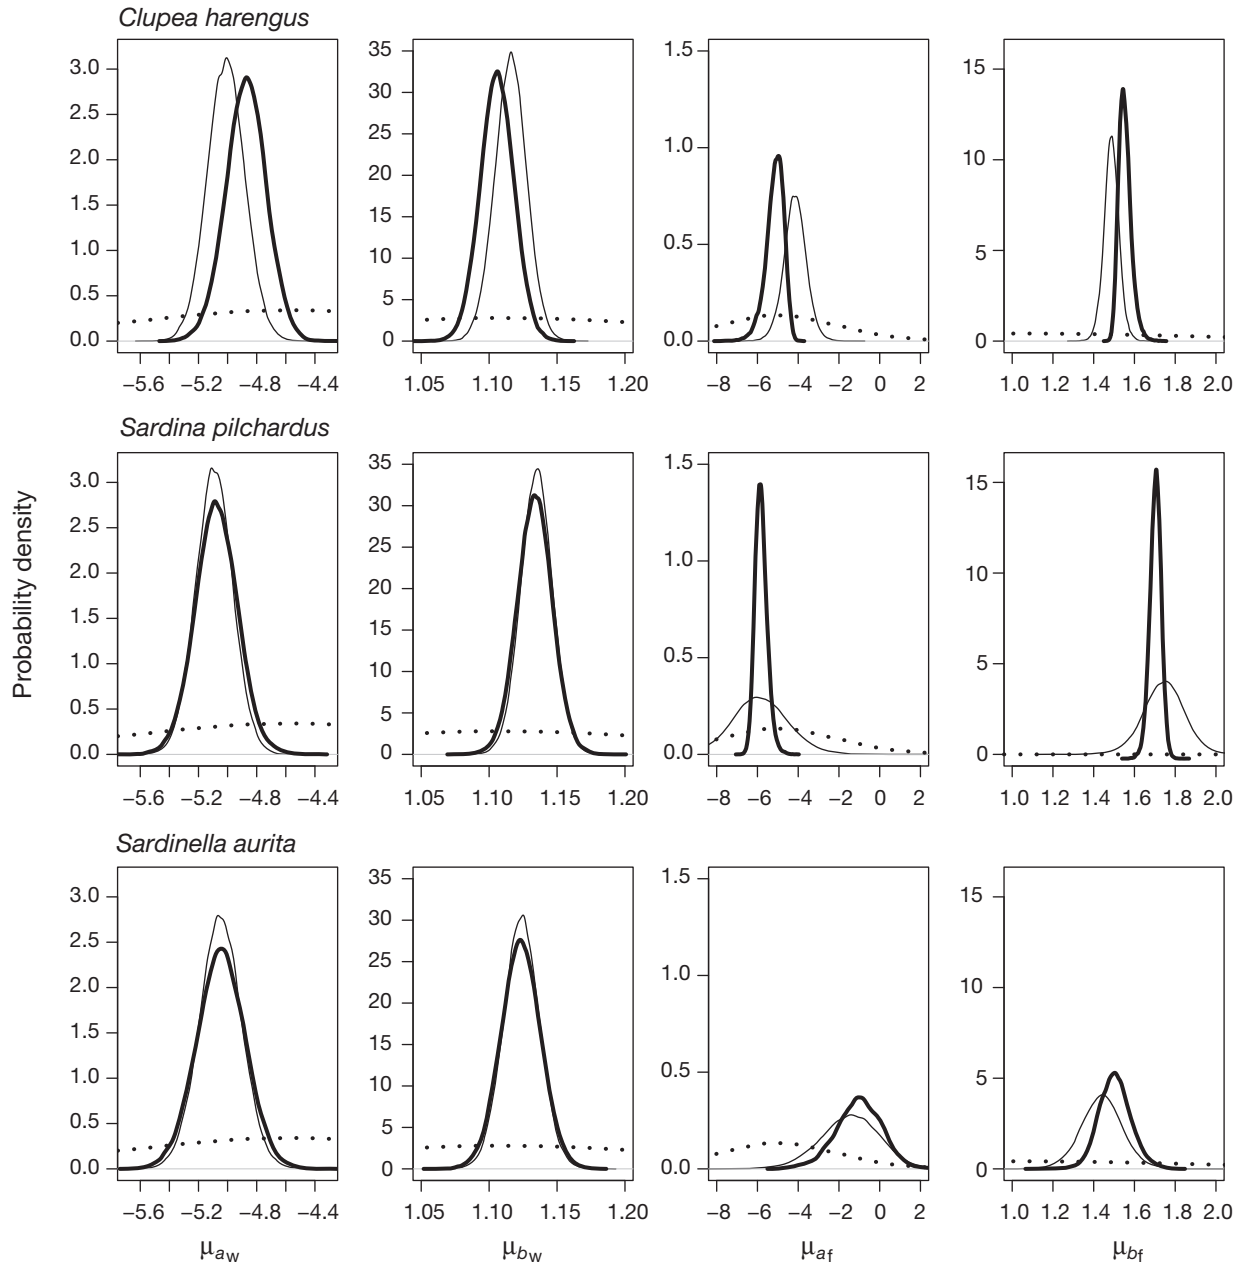 Clupea harengus
3.0 2.5 2.0 1.5 1.0 0.5 0.0
35 30 25 20 15 10 5 0
1.5 1.0 0.5 0.0
15 10 5 0
−5.6 −5.2 −4.8 −4.4 1.05 1.10 1.20 −8 −6 −4 −2 0 2 1.0 1.2 1.4 1.6 1.8 2.0
Sardina pilchardus
Probability density
3.0 2.5 2.0 1.5 1.0 0.5 0.0
35 30 25 20 15 10 5 0
1.5 1.0 0.5 0.0
15 10 5 0
−5.6 −5.2 −4.8 −4.4 1.05 1.10 1.20 −8 −6 −4 −2 0 2 1.0 1.2 1.4 1.6 1.8 2.0
Sardinella aurita
3.0 2.5 2.0 1.5 1.0 0.5 0.0
35 30 25 20 15 10 5 0
1.5 1.0 0.5 0.0
15 10 5 0
−5.6 −5.2 −4.8 −4.4 1.05 1.10 1.20 −8 −6 −4 −2 0 2 1.0 1.2 1.4 1.6 1.8 2.0
μaw μbw μaf μbf